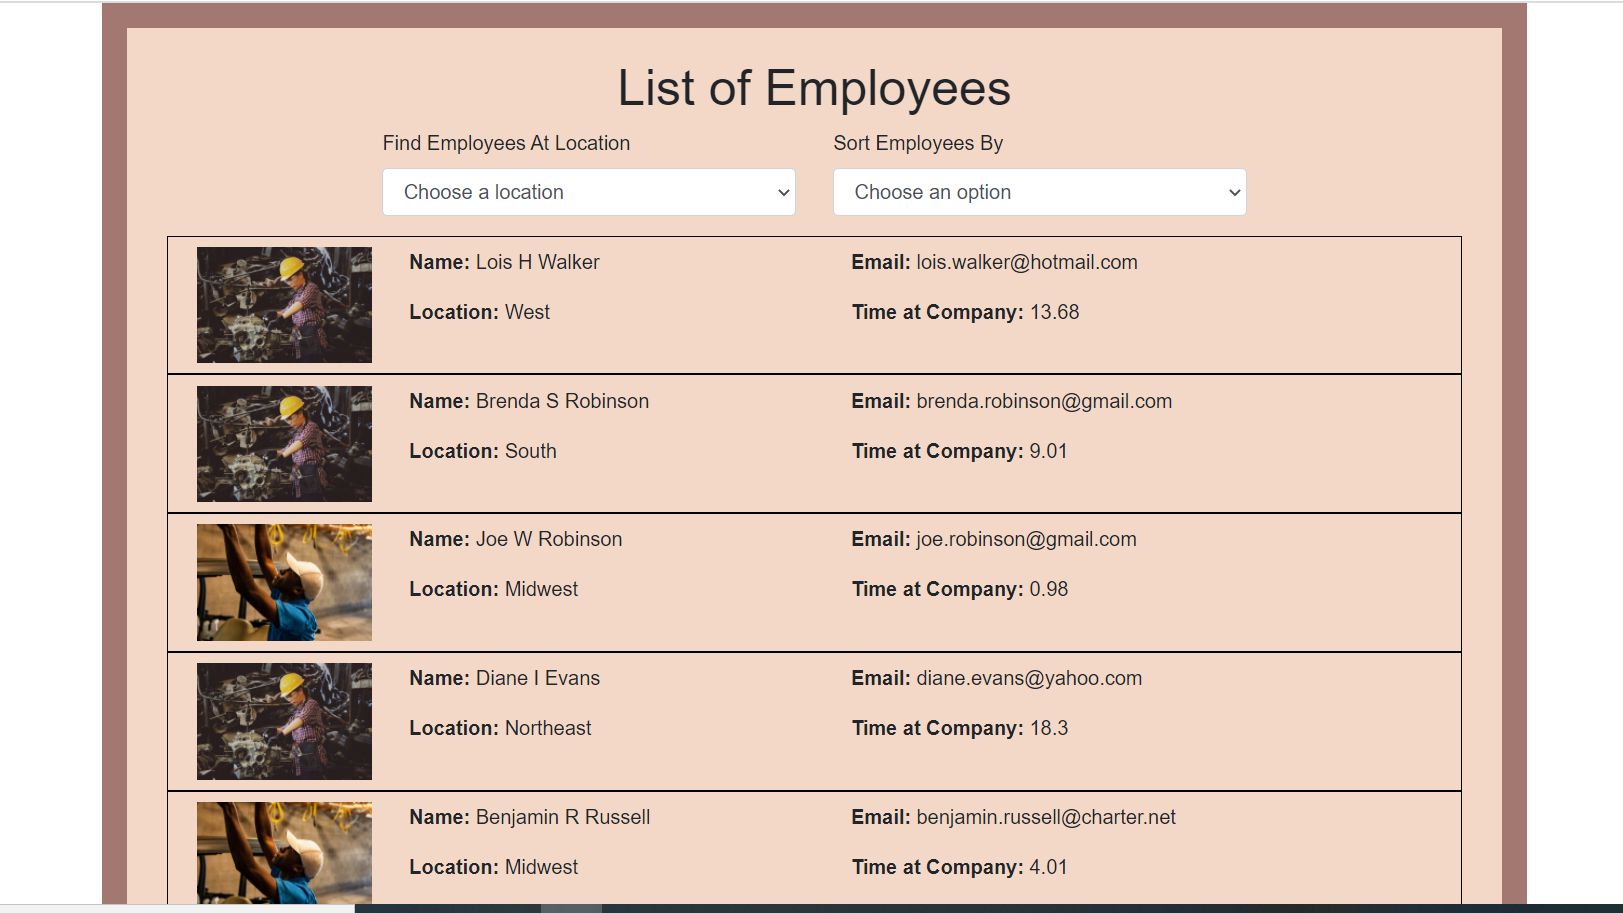 List of Employees
Find Employees At Location
Sort Employees By
Choose a location
Choose an option
Name: Lois H Walker
Email: lois.walker@hotmail.com
Location: West
Time at Company: 13.68
Name: Brenda S Robinson
Email: brenda.robinson@gmail.com
Location: South
Time at Company: 9.01
Name: Joe W Robinson
Email: joe.robinson@gmail.com
Location: Midwest
Time at Company: 0.98
Name: Diane I Evans
Email: diane.evans@yahoo.com
Location: Northeast
Time at Company: 18.3
Name: Benjamin R Russell
Email: benjamin.russell@charter.net
Location: Midwest
Time at Company: 4.01